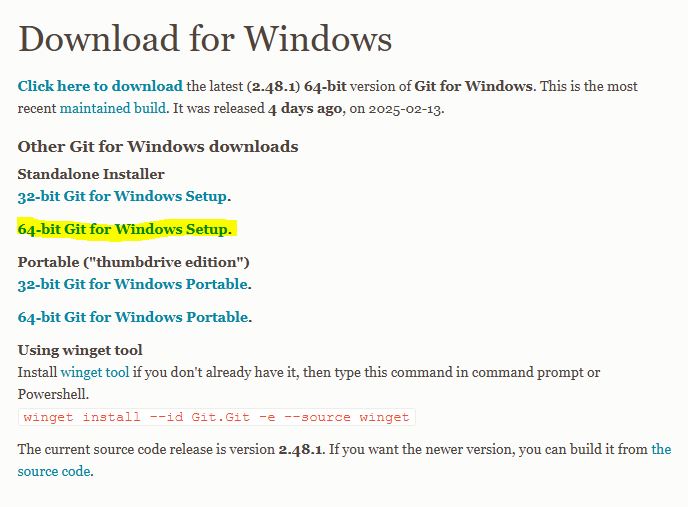 Download for Windows
Click here to download the latest (2.48.1) 64-bit version of Git for Windows. This is the most
recent maintained build. It was released 4 days ago, on 2025-02-13.
Other Git for Windows downloads
Standalone Installer
32-bit Git for Windows Setup.
64-bit Git for Windows Setup.
Portable ("thumbdrive edition")
32-bit Git for Windows Portable.
64-bit Git for Windows Portable.
Using winget tool
Install winget tool if you don't already have it, then type this command in command prompt or
Powershell.
winget install --id Git.Git -e --source winget
The current source code release is version 2.48.1. If you want the newer version, you can build it from the
source code.